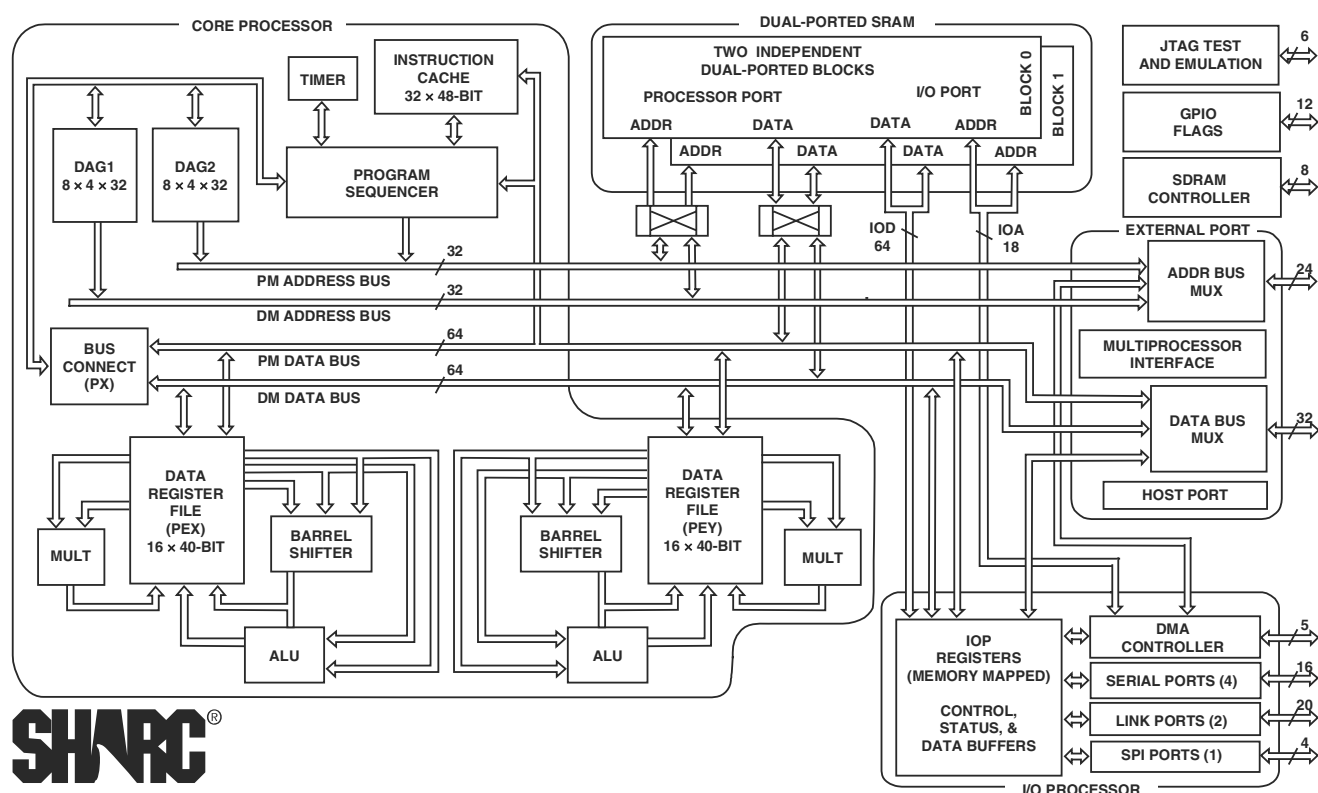 CORE PROCESSOR
TIMER
INSTRUCTION
CACHE
32 × 48-BIT
DAG1
8 × 4 × 32
DAG2
8 × 4 × 32
PROGRAM
SEQUENCER
DUAL-PORTED SRAM
TWO INDEPENDENT
DUAL-PORTED BLOCKS
PROCESSOR PORT
I/O PORT
BLOCK 0
BLOCK 1
ADDR
DATA
DATA
ADDR
ADDR
DATA
DATA
ADDR
JTAG TEST
AND EMULATION
6
GPIO
FLAGS
12
SDRAM
CONTROLLER
8
IOD
64
IOA
18
EXTERNAL PORT
ADDR BUS
MUX
24
MULTIPROCESSOR
INTERFACE
DATA BUS
MUX
32
HOST PORT
32
PM ADDRESS BUS
32
DM ADDRESS BUS
BUS
CONNECT
(PX)
64
PM DATA BUS
64
DM DATA BUS
MULT
DATA
REGISTER
FILE
(PEX)
16 × 40-BIT
BARREL
SHIFTER
ALU
BARREL
SHIFTER
DATA
REGISTER
FILE
(PEY)
16 × 40-BIT
MULT
ALU
IOP
REGISTERS
(MEMORY MAPPED)
CONTROL,
STATUS, &
DATA BUFFERS
DMA
CONTROLLER
5
SERIAL PORTS (4)
16
LINK PORTS (2)
20
SPI PORTS (1)
4
I/O PROCESSOR
SHARC®